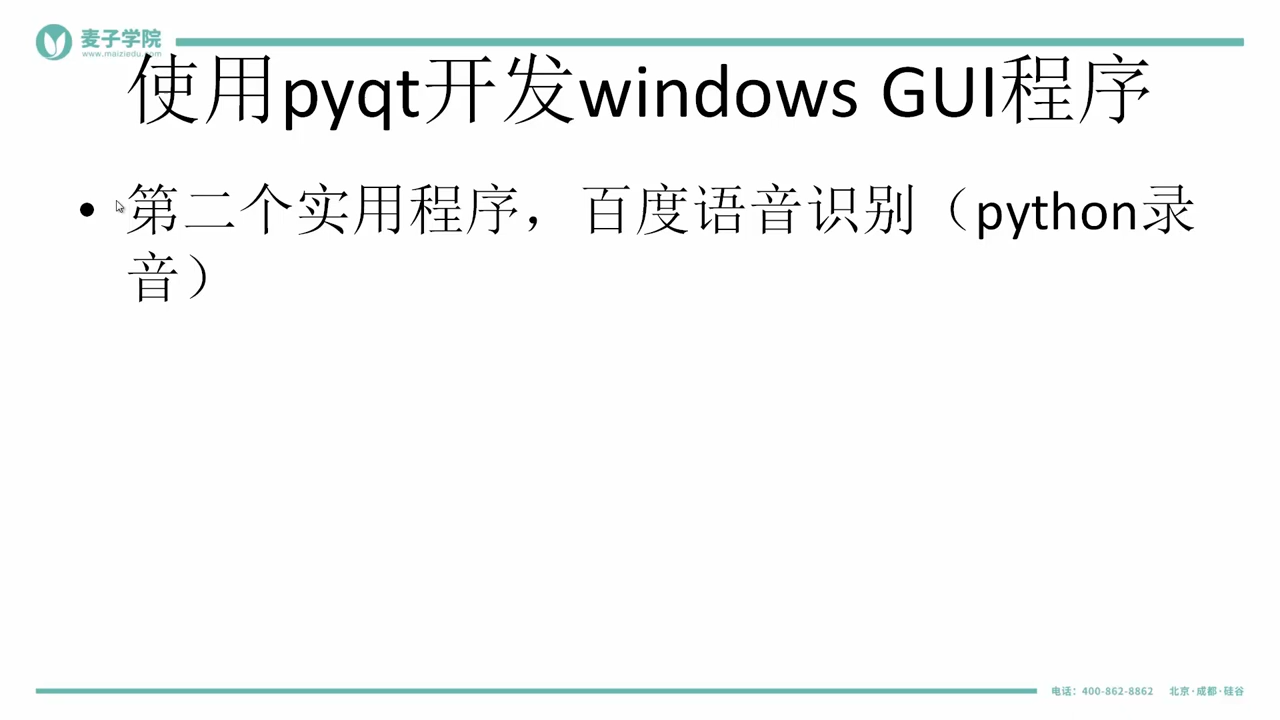 麦子学院
www.maiziedu.com
使用pyqt开发windows GUI程序
• 第二个实用程序，百度语音识别（python录
音）
电话：400-862-8862 北京·成都·硅谷